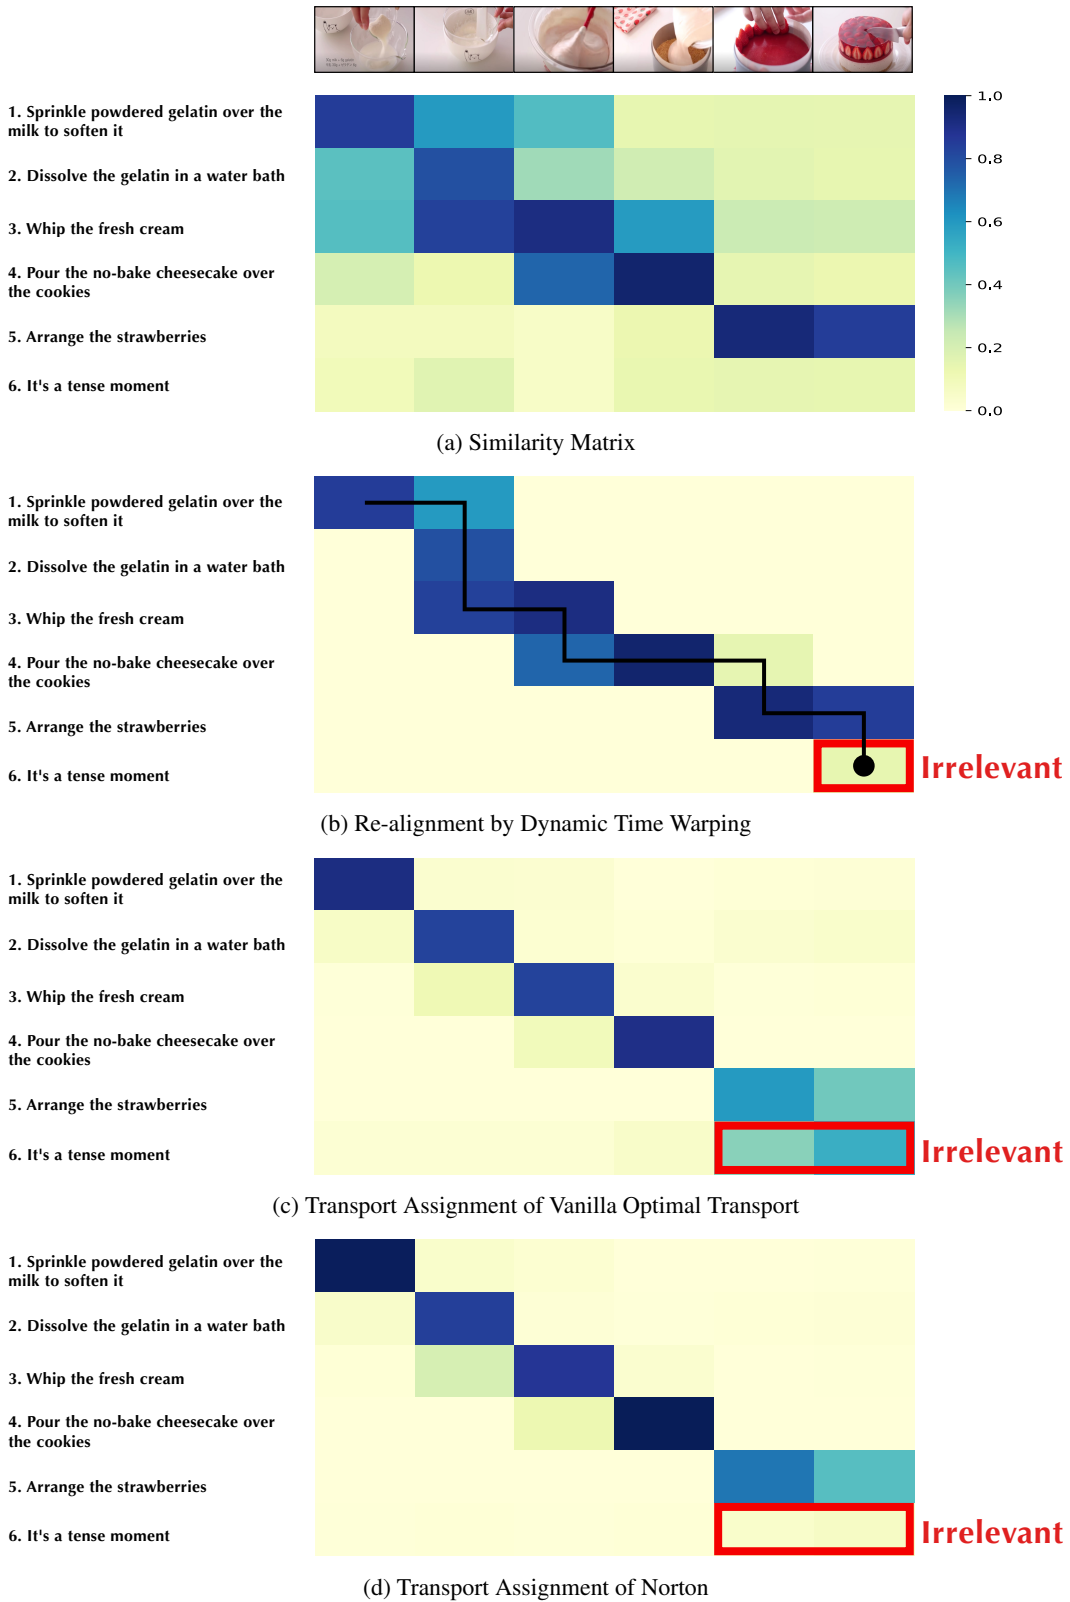 1. Sprinkle powdered gelatin over the
milk to soften it
2. Dissolve the gelatin in a water bath
3. Whip the fresh cream
4. Pour the no-bake cheesecake over
the cookies
5. Arrange the strawberries
6. It's a tense moment
1.0
0.8
0.6
0.4
0.2
0.0
(a) Similarity Matrix
1. Sprinkle powdered gelatin over the
milk to soften it
2. Dissolve the gelatin in a water bath
3. Whip the fresh cream
4. Pour the no-bake cheesecake over
the cookies
5. Arrange the strawberries
6. It's a tense moment
Irrelevant
(b) Re-alignment by Dynamic Time Warping
1. Sprinkle powdered gelatin over the
milk to soften it
2. Dissolve the gelatin in a water bath
3. Whip the fresh cream
4. Pour the no-bake cheesecake over
the cookies
5. Arrange the strawberries
6. It's a tense moment
Irrelevant
(c) Transport Assignment of Vanilla Optimal Transport
1. Sprinkle powdered gelatin over the
milk to soften it
2. Dissolve the gelatin in a water bath
3. Whip the fresh cream
4. Pour the no-bake cheesecake over
the cookies
5. Arrange the strawberries
6. It's a tense moment
Irrelevant
(d) Transport Assignment of Norton